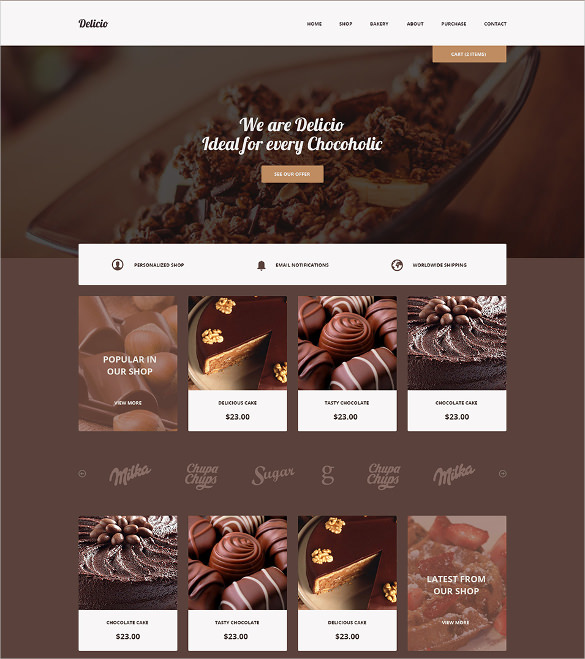 Delicio
HOME SHOP BAKERY ABOUT PURCHASE CONTACT
CART (2 ITEMS)
We are Delicio
Ideal for every Chocoholic
SEE OUR OFFER
PERSONALIZED SHOP
EMAIL NOTIFICATIONS
WORLDWIDE SHIPPING
POPULAR IN
OUR SHOP
VIEW MORE
DELICIOUS CAKE
$23.00
TASTY CHOCOLATE
$23.00
CHOCOLATE CAKE
$23.00
Milka
Chupa
Chups
Sugar
g
Chupa
Chups
Milka
CHOCOLATE CAKE
$23.00
TASTY CHOCOLATE
$23.00
DELICIOUS CAKE
$23.00
LATEST FROM
OUR SHOP
VIEW MORE